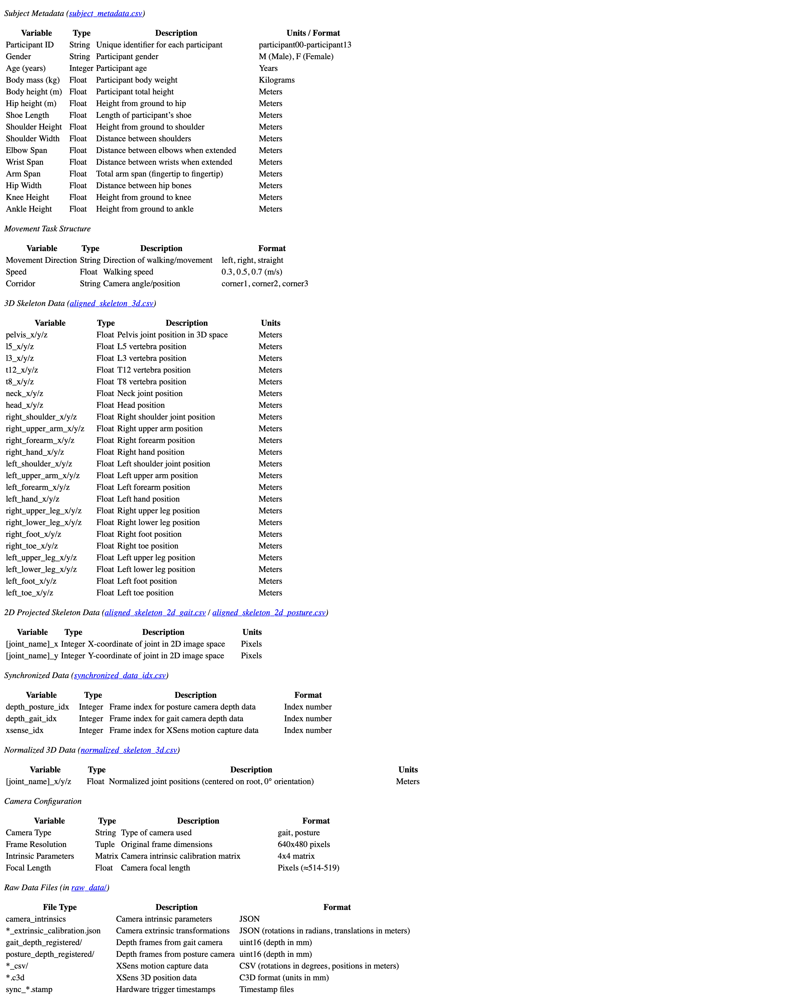 Subject Metadata (subject_metadata.csv)
Variable Type Description Units / Format
Participant ID String Unique identifier for each participant participant00-participant13
Gender String Participant gender M (Male), F (Female)
Age (years) Integer Participant age Years
Body mass (kg) Float Participant body weight Kilograms
Body height (m) Float Participant total height Meters
Hip height (m) Float Height from ground to hip Meters
Shoe Length Float Length of participant’s shoe Meters
Shoulder Height Float Height from ground to shoulder Meters
Shoulder Width Float Distance between shoulders Meters
Elbow Span Float Distance between elbows when extended Meters
Wrist Span Float Distance between wrists when extended Meters
Arm Span Float Total arm span (fingertip to fingertip) Meters
Hip Width Float Distance between hip bones Meters
Knee Height Float Height from ground to knee Meters
Ankle Height Float Height from ground to ankle Meters
Movement Task Structure
Variable Type Description Format
Movement Direction String Direction of walking/movement left, right, straight
Speed Float Walking speed 0.3, 0.5, 0.7 (m/s)
Corridor String Camera angle/position corner1, corner2, corner3
3D Skeleton Data (aligned_skeleton_3d.csv)
Variable Type Description Units
pelvis_x/y/z Float Pelvis joint position in 3D space Meters
l5_x/y/z Float L5 vertebra position Meters
l3_x/y/z Float L3 vertebra position Meters
t12_x/y/z Float T12 vertebra position Meters
t8_x/y/z Float T8 vertebra position Meters
neck_x/y/z Float Neck joint position Meters
head_x/y/z Float Head position Meters
right_shoulder_x/y/z Float Right shoulder joint position Meters
right_upper_arm_x/y/z Float Right upper arm position Meters
right_forearm_x/y/z Float Right forearm position Meters
right_hand_x/y/z Float Right hand position Meters
left_shoulder_x/y/z Float Left shoulder joint position Meters
left_upper_arm_x/y/z Float Left upper arm position Meters
left_forearm_x/y/z Float Left forearm position Meters
left_hand_x/y/z Float Left hand position Meters
right_upper_leg_x/y/z Float Right upper leg position Meters
right_lower_leg_x/y/z Float Right lower leg position Meters
right_foot_x/y/z Float Right foot position Meters
right_toe_x/y/z Float Right toe position Meters
left_upper_leg_x/y/z Float Left upper leg position Meters
left_lower_leg_x/y/z Float Left lower leg position Meters
left_foot_x/y/z Float Left foot position Meters
left_toe_x/y/z Float Left toe position Meters
2D Projected Skeleton Data (aligned_skeleton_2d_gait.csv / aligned_skeleton_2d_posture.csv)
Variable Type Description Units
[joint_name]_x Integer X-coordinate of joint in 2D image space Pixels
[joint_name]_y Integer Y-coordinate of joint in 2D image space Pixels
Synchronized Data (synchronized_data_idx.csv)
Variable Type Description Format
depth_posture_idx Integer Frame index for posture camera depth data Index number
depth_gait_idx Integer Frame index for gait camera depth data Index number
xsense_idx Integer Frame index for XSens motion capture data Index number
Normalized 3D Data (normalized_skeleton_3d.csv)
Variable Type Description Units
[joint_name]_x/y/z Float Normalized joint positions (centered on root, 0° orientation) Meters
Camera Configuration
Variable Type Description Format
Camera Type String Type of camera used gait, posture
Frame Resolution Tuple Original frame dimensions 640x480 pixels
Intrinsic Parameters Matrix Camera intrinsic calibration matrix 4x4 matrix
Focal Length Float Camera focal length Pixels (≈514-519)
Raw Data Files (in raw_data/)
File Type Description Format
camera_intrinsics Camera intrinsic parameters JSON
*_extrinsic_calibration.json Camera extrinsic transformations JSON (rotations in radians, translations in meters)
gait_depth_registered/ Depth frames from gait camera uint16 (depth in mm)
posture_depth_registered/ Depth frames from posture camera uint16 (depth in mm)
*_csv/ XSens motion capture data CSV (rotations in degrees, positions in meters)
*.c3d XSens 3D position data C3D format (units in mm)
sync_*.stamp Hardware trigger timestamps Timestamp files